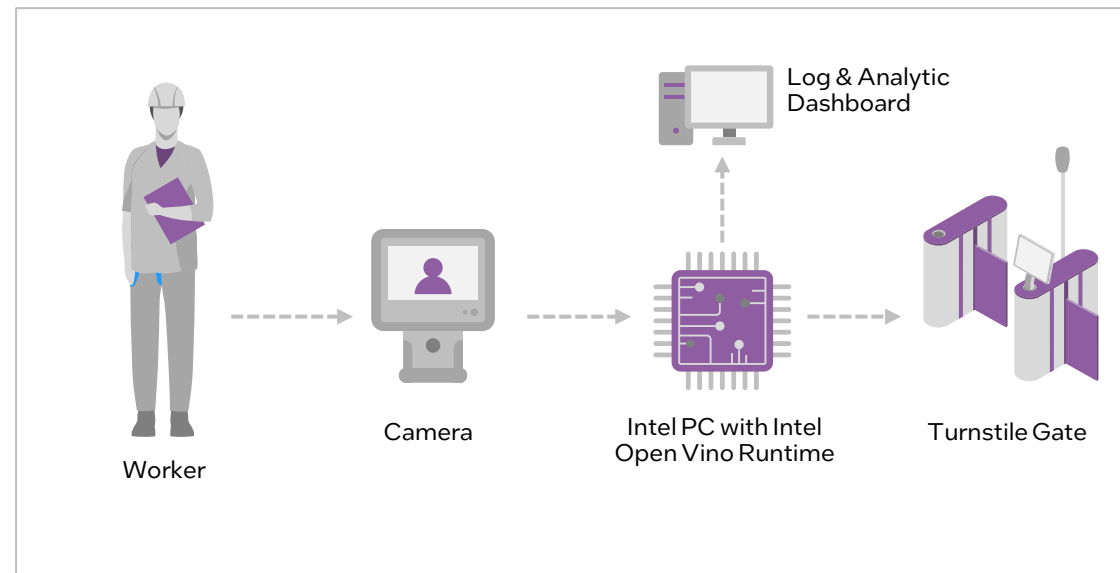 Log & Analytic
Dashboard
Worker
Camera
Intel PC with Intel
Open Vino Runtime
Turnstile Gate